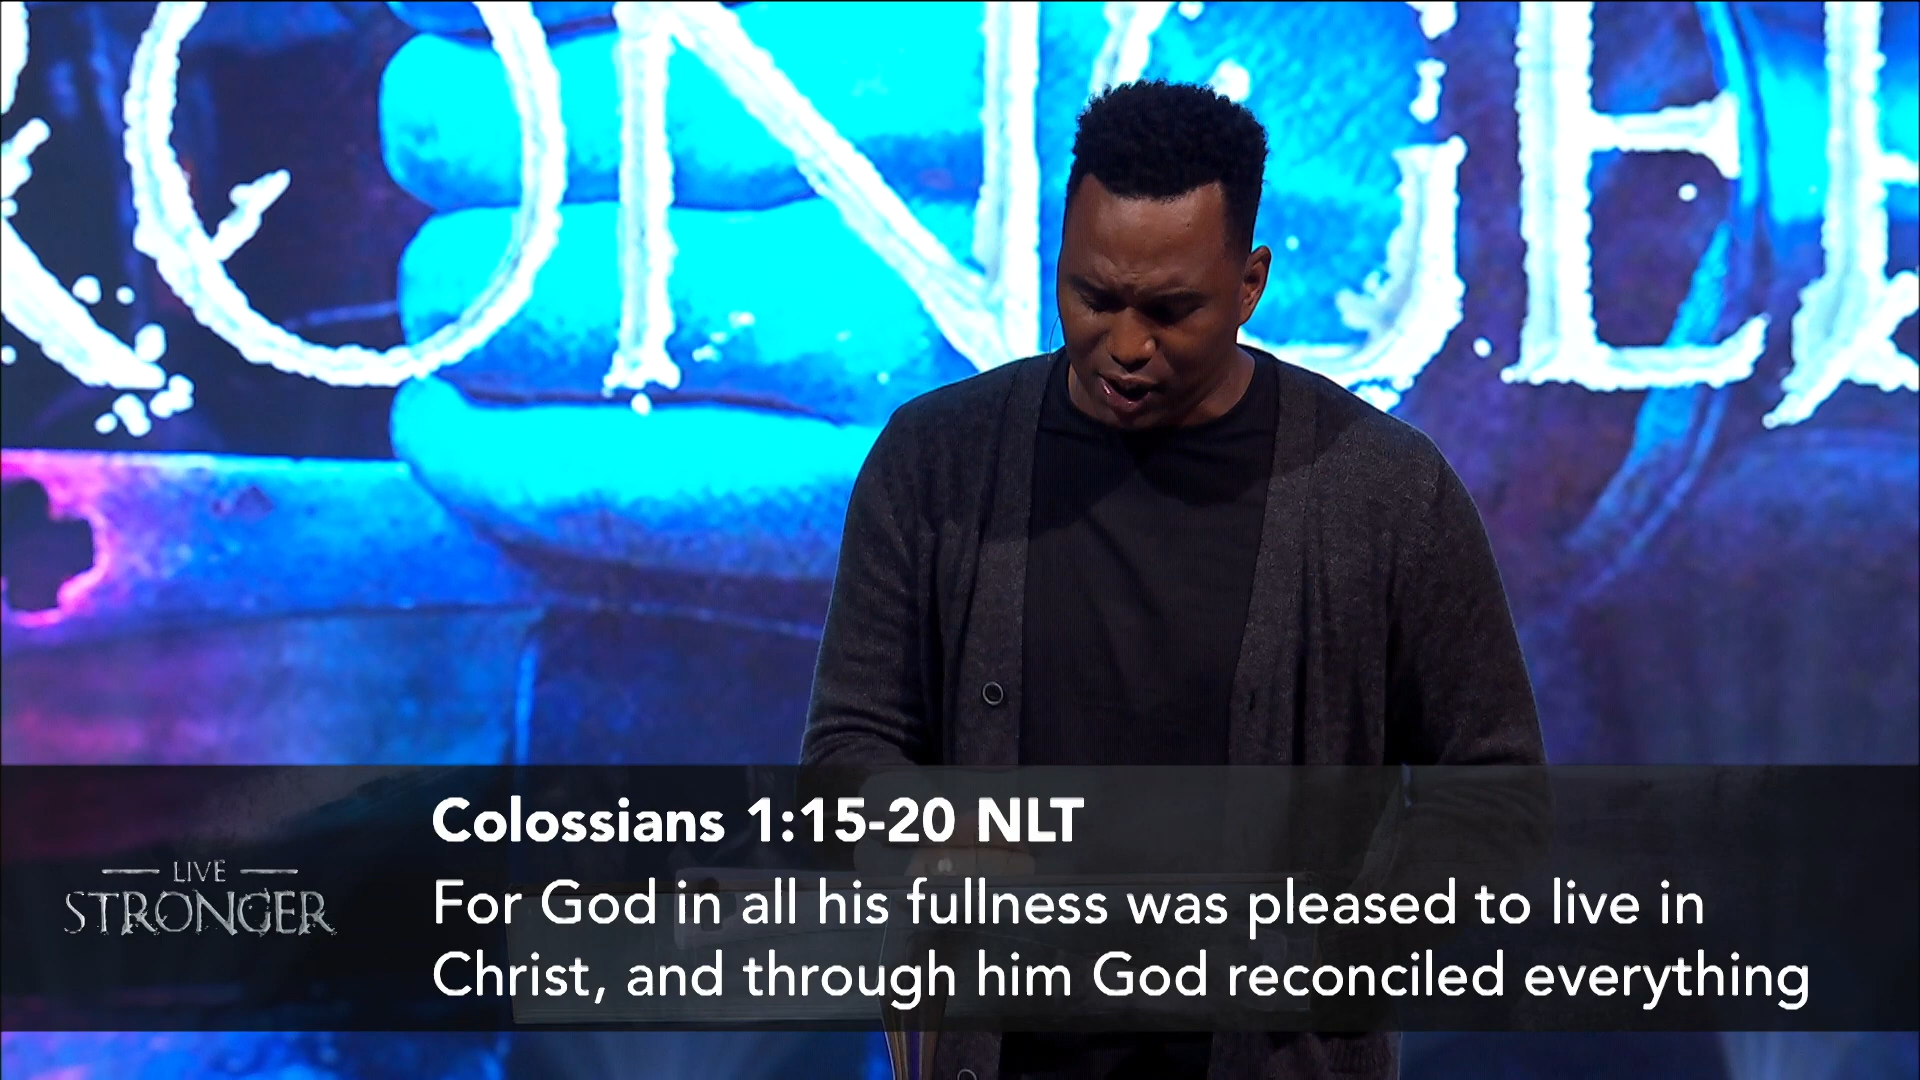 RONGER
Colossians 1:15-20 NLT
LIVE
STRONGER
For God in all his fullness was pleased to live in
Christ, and through him God reconciled everything